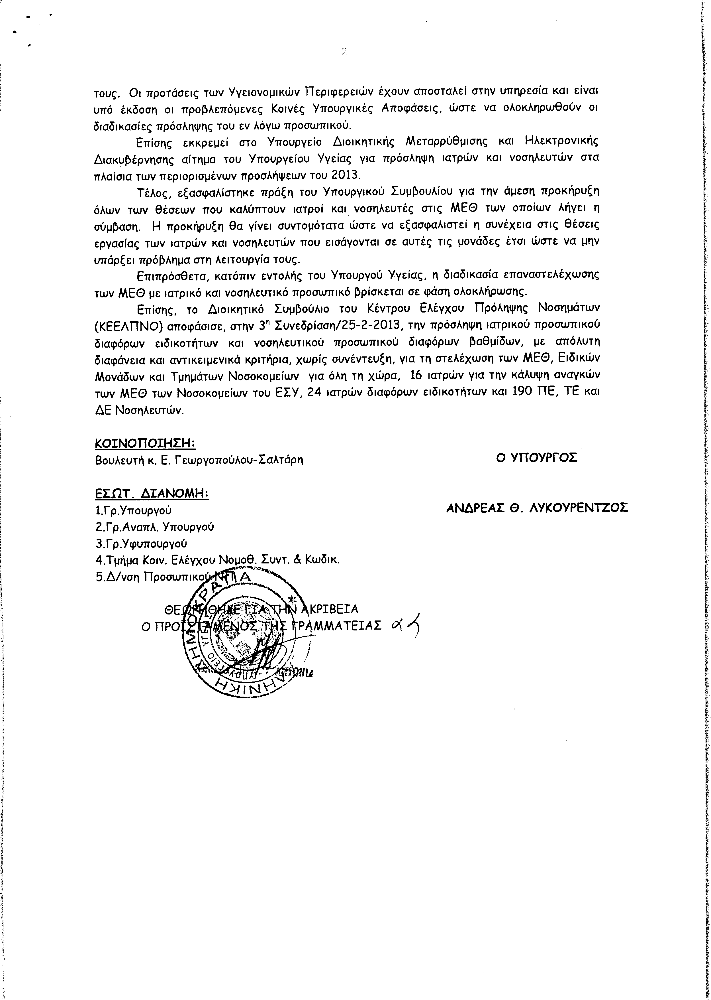 2
τους. Οι προτάσεις των Υγειονομικών Περιφερειών έχουν αποσταλεί στην υπηρεσία και είναι
υπό έκδοση οι προβλεπόμενες Κοινές Υπουργικές Αποφάσεις, ώστε να ολοκληρωθούν οι
διαδικασίες πρόσληψης του εν λόγω προσωπικού.
Επίσης εκκρεμεί στο Υπουργείο Διοικητικής Μεταρρύθμισης και Ηλεκτρονικής
Διακυβέρνησης αίτημα του Υπουργείου Υγείας για πρόσληψη ιατρών και νοσηλευτών στα
πλαίσια των περιορισμένων προσλήψεων του 2013.
Τέλος, εξασφαλίστηκε πράξη του Υπουργικού Συμβουλίου για την άμεση προκήρυξη
όλων των θέσεων που καλύπτουν ιατροί και νοσηλευτές στις ΜΕΘ των οποίων λήγει η
σύμβαση. Η προκήρυξη θα γίνει συντομότατα ώστε να εξασφαλιστεί η συνέχεια στις θέσεις
εργασίας των ιατρών και νοσηλευτών που εισάγονται σε αυτές τις μονάδες έτσι ώστε να μην
υπάρξει πρόβλημα στη λειτουργία τους.
Επιπρόσθετα, κατόπιν εντολής του Υπουργού Υγείας, η διαδικασία επαναστελέχωσης
των ΜΕΘ με ιατρικό και νοσηλευτικό προσωπικό βρίσκεται σε φάση ολοκλήρωσης.
Επίσης, το Διοικητικό Συμβούλιο του Κέντρου Ελέγχου Πρόληψης Νοσημάτων
(ΚΕΕΛΠΝΟ) αποφάσισε, στην 3η Συνεδρίαση/25-2-2013, την πρόσληψη ιατρικού προσωπικού
διαφόρων ειδικοτήτων και νοσηλευτικού προσωπικού διαφόρων βαθμίδων, με απόλυτη
διαφάνεια και αντικειμενικά κριτήρια, χωρίς συνέντευξη, για τη στελέχωση των ΜΕΘ, Ειδικών
Μονάδων και Τμημάτων Νοσοκομείων για όλη τη χώρα, 16 ιατρών για την κάλυψη αναγκών
των ΜΕΘ των Νοσοκομείων του ΕΣΥ, 24 ιατρών διαφόρων ειδικοτήτων και 190 ΠΕ, ΤΕ και
ΔΕ Νοσηλευτών.
ΚΟΙΝΟΠΟΙΗΣΗ:
Βουλευτή κ. Ε. Γεωργοπούλου-Σαλτάρη
Ο ΥΠΟΥΡΓΟΣ
ΕΣΩΤ. ΔΙΑΝΟΜΗ:
1.Γρ.Υπουργού
ΑΝΔΡΕΑΣ Θ. ΛΥΚΟΥΡΕΝΤΖΟΣ
2.Γρ.Αναπλ. Υπουργού
3.Γρ.Υφυπουργού
4.Τμήμα Κοιν. Ελέγχου Νομοθ. Συντ. & Κωδικ.
5.Δ/νση Προσωπικού
ΘΕΩΡΗΘΗΚΕ ΓΙΑ ΤΗΝ ΑΚΡΙΒΕΙΑ
Ο ΠΡΟΪΣΤΑΜΕΝΟΣ ΤΗΣ ΓΡΑΜΜΑΤΕΙΑΣ
ΕΛΛΗΝΙΚΗ ΔΗΜΟΚΡΑΤΙΑ
ΥΠΟΥΡΓΕΙΟ ΥΓΕΙΑΣ